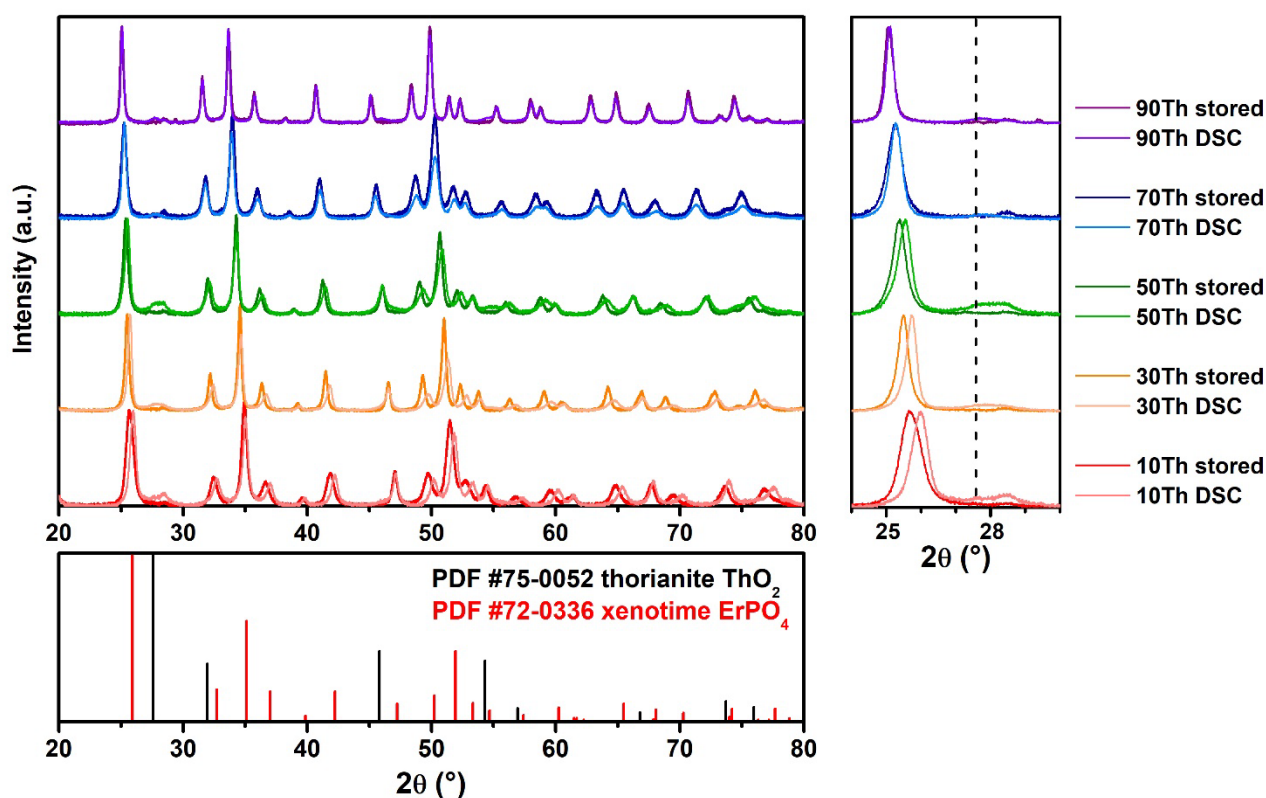 Intensity (a.u.)
20 30 40 50 60 70 80
25 28
2θ (°)
90Th stored
90Th DSC
70Th stored
70Th DSC
50Th stored
50Th DSC
30Th stored
30Th DSC
10Th stored
10Th DSC
PDF #75-0052 thorianite ThO₂
PDF #72-0336 xenotime ErPO₄
20 30 40 50 60 70 80
2θ (°)